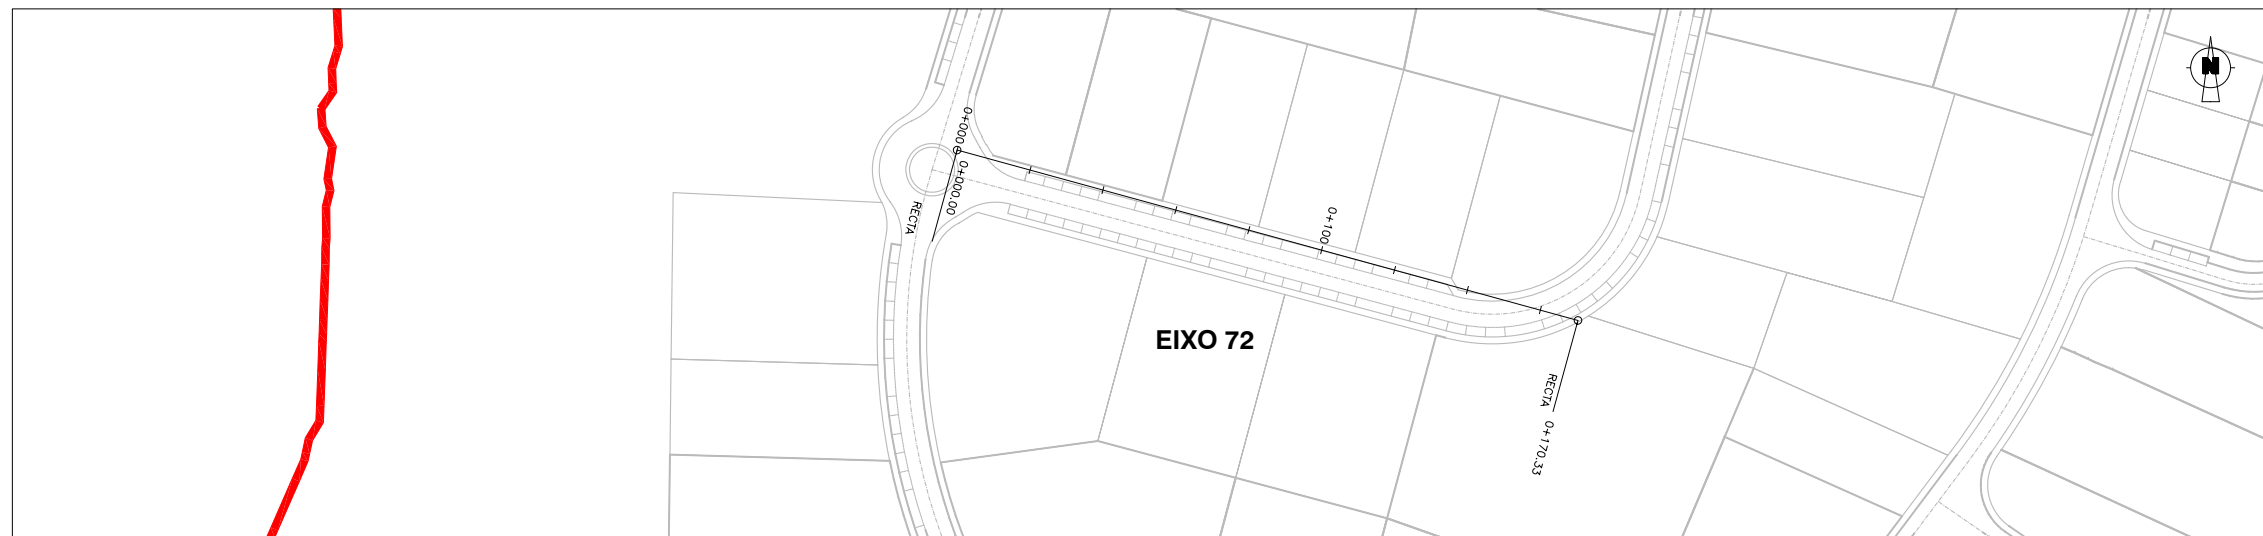 N
0+000
0+000.00
RECTA
0+100
EIXO 72
RECTA 0+170.33